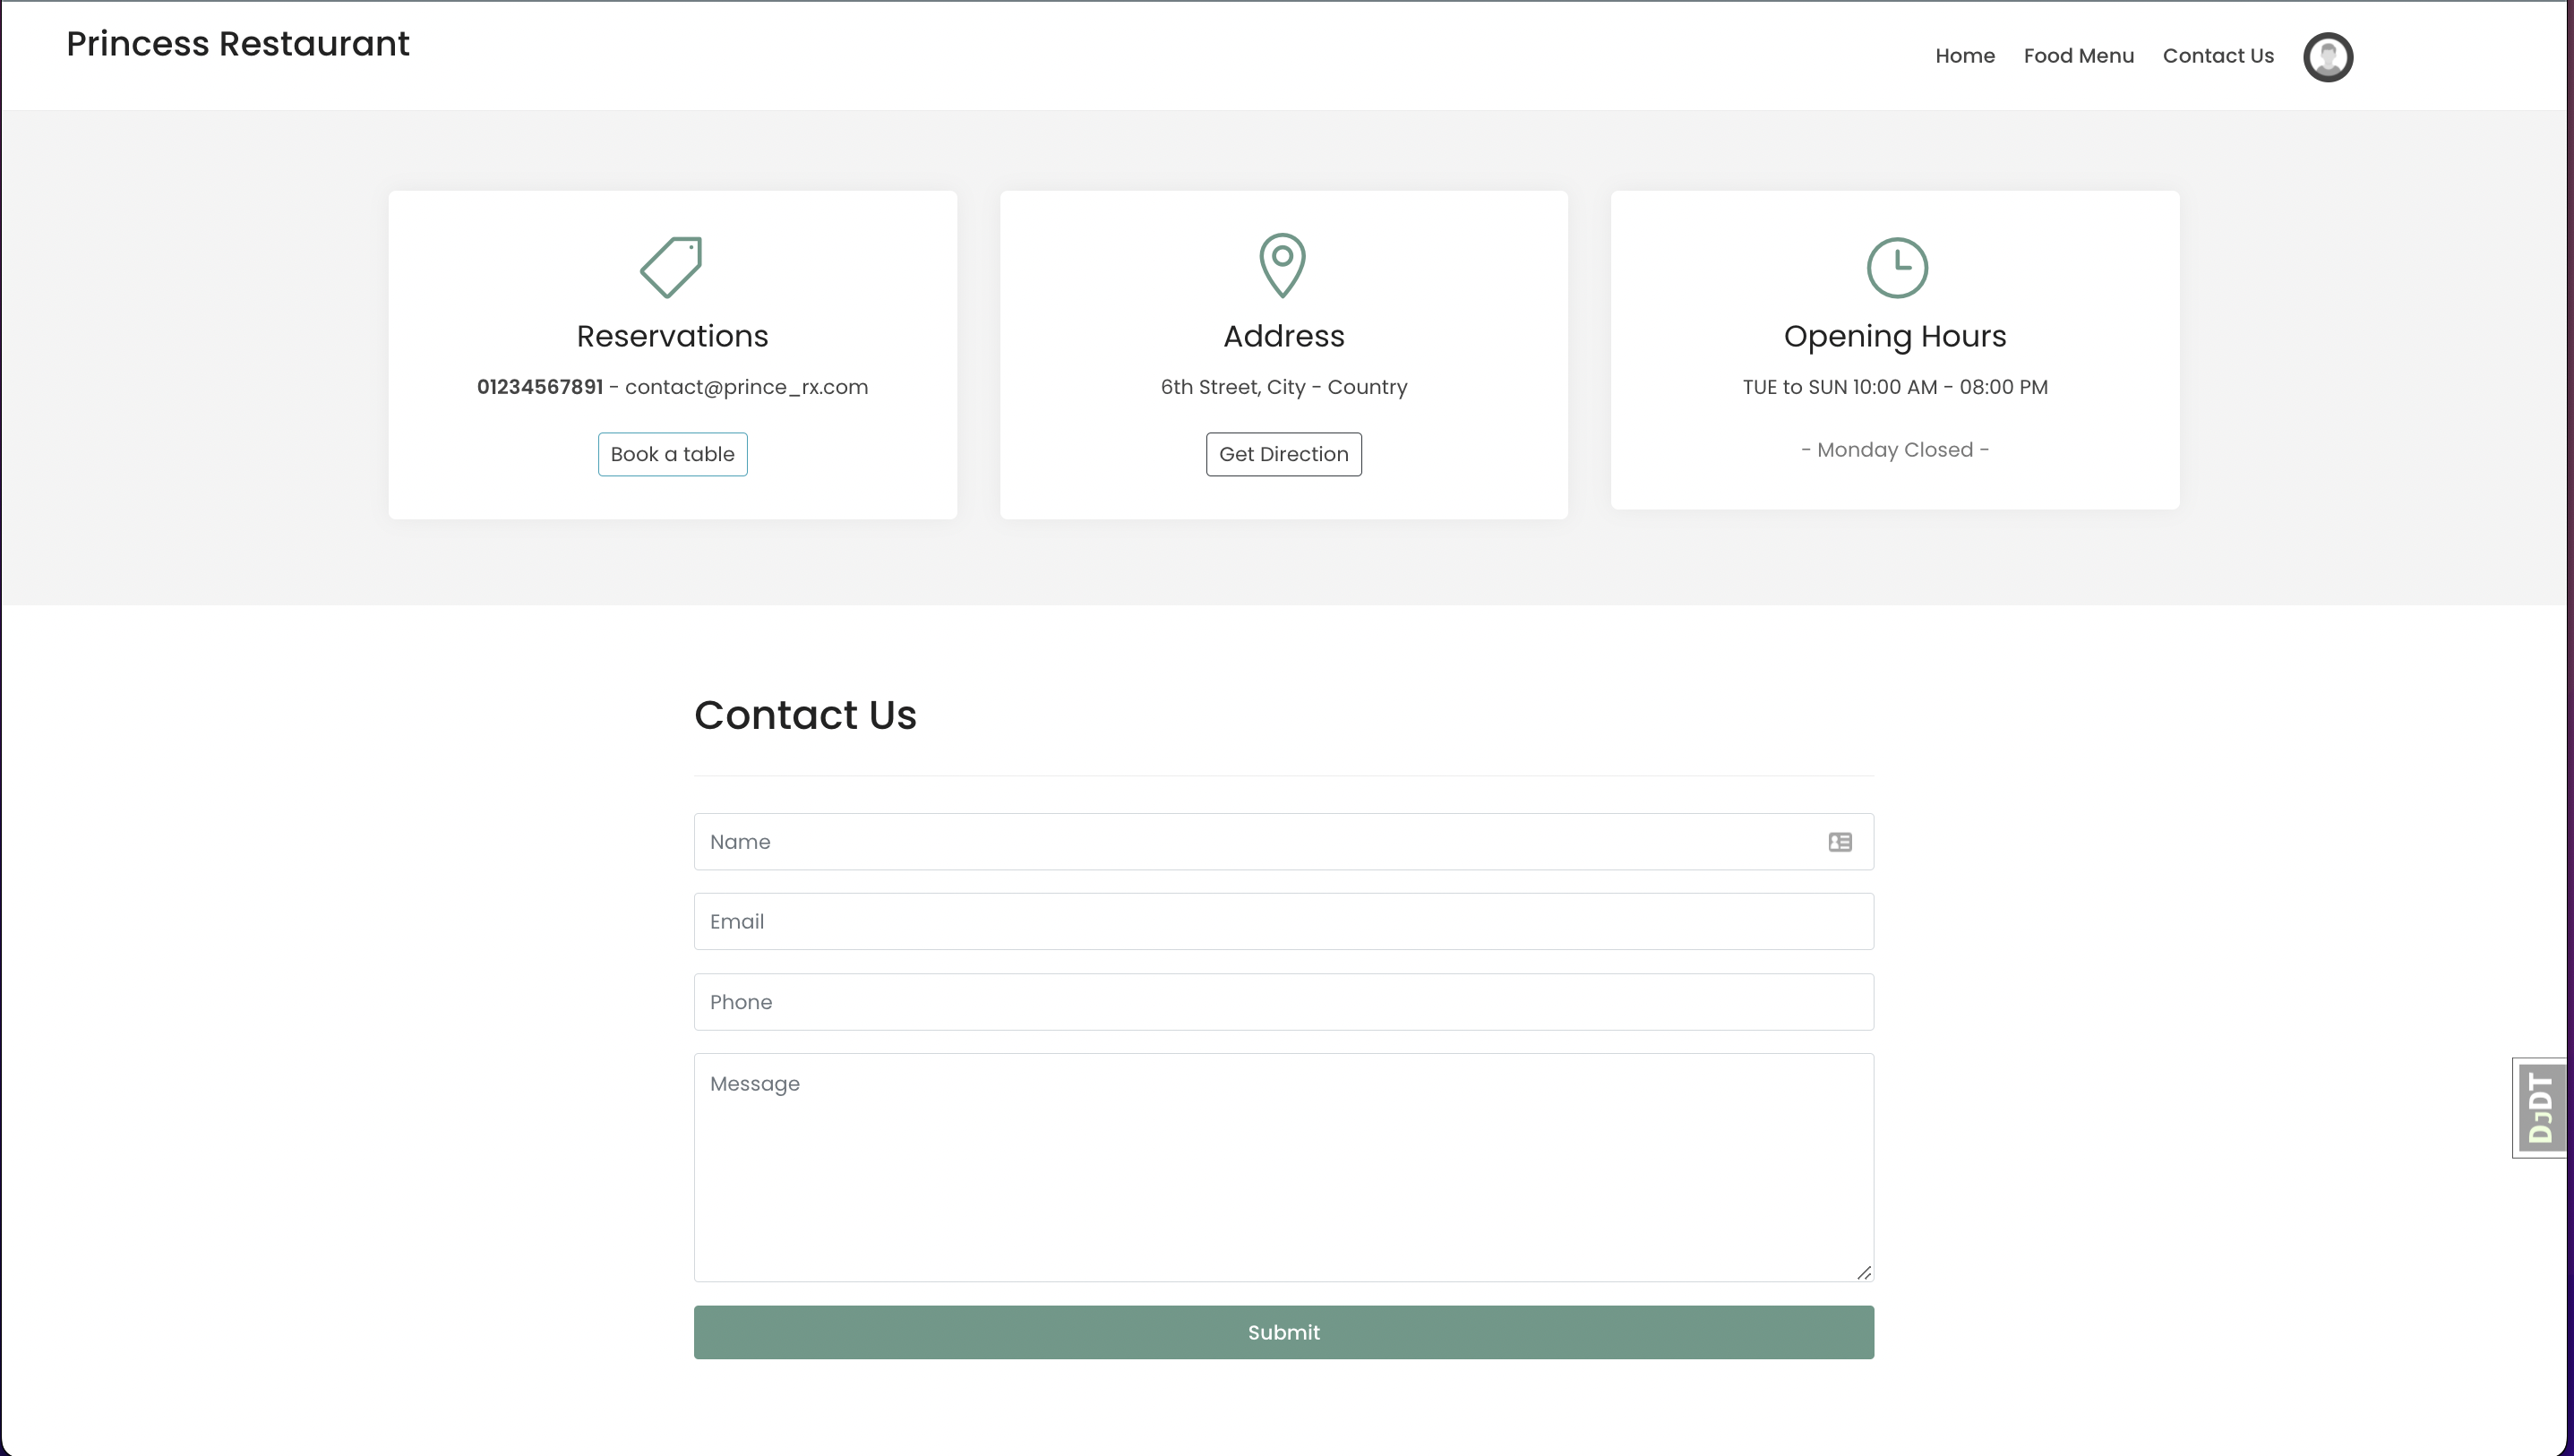 Princess Restaurant
Home Food Menu Contact Us
Reservations
01234567891 - contact@prince_rx.com
Book a table
Address
6th Street, City - Country
Get Direction
Opening Hours
TUE to SUN 10:00 AM - 08:00 PM
- Monday Closed -
Contact Us
Name
Email
Phone
Message
Submit
DJDT